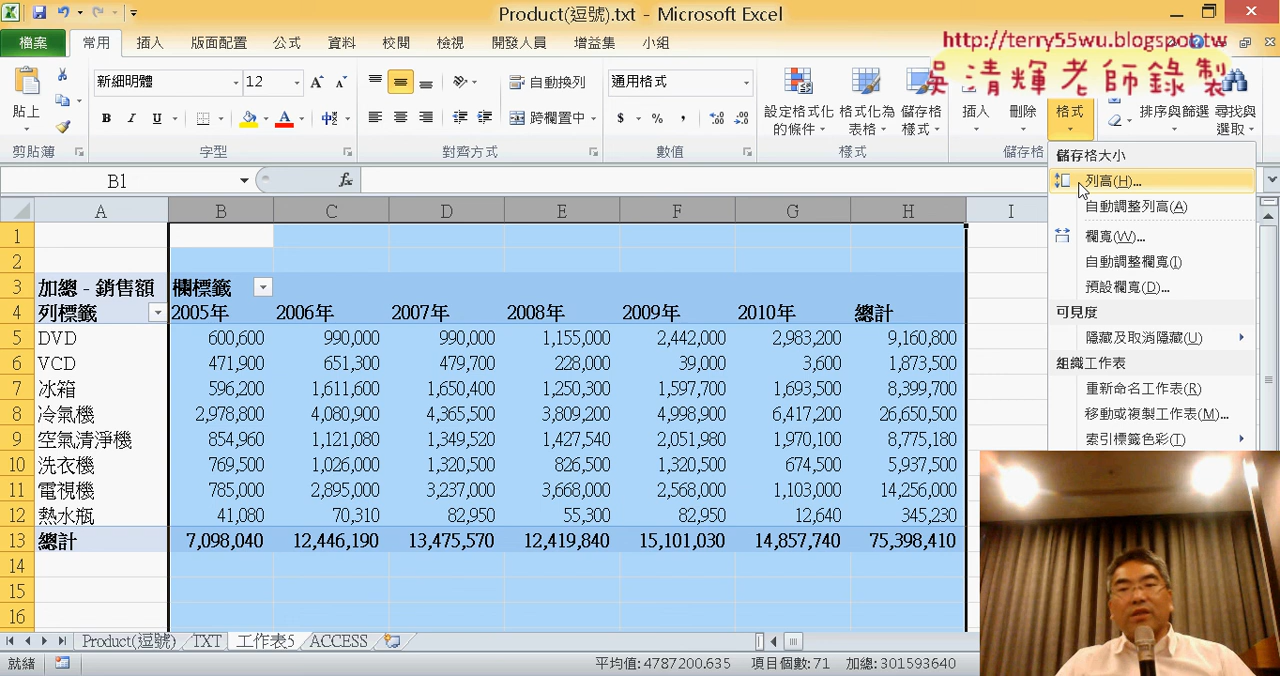 Product(逗號).txt - Microsoft Excel
檔案 常用 插入 版面配置 公式 資料 校閱 檢視 開發人員 增益集 小組
http://terry55wu.blogspot.tw
吳清輝老師錄製
貼上 新細明體 12 自動換列 通用格式 設定格式化的條件 格式化為表格 儲存格樣式 插入 刪除 格式 排序與篩選 尋找與選取
B I U A 中 跨欄置中 $ % ,
剪貼簿 字型 對齊方式 數值 樣式 儲存格
B1 fx
儲存格大小
列高(H)...
自動調整列高(A)
欄寬(W)...
自動調整欄寬(I)
預設欄寬(D)...
可見度
隱藏及取消隱藏(U)
組織工作表
重新命名工作表(R)
移動或複製工作表(M)...
索引標籤色彩(T)
A B C D E F G H I
1
2
3 加總 - 銷售額 欄標籤
4 列標籤 2005年 2006年 2007年 2008年 2009年 2010年 總計
5 DVD 600,600 990,000 990,000 1,155,000 2,442,000 2,983,200 9,160,800
6 VCD 471,900 651,300 479,700 228,000 39,000 3,600 1,873,500
7 冰箱 596,200 1,611,600 1,650,400 1,220,300 1,597,700 1,693,500 8,399,700
8 冷氣機 2,978,800 4,080,900 4,365,500 3,809,200 4,998,900 6,417,200 26,650,500
9 空氣清淨機 854,960 1,121,080 1,349,520 1,427,540 2,051,980 1,970,100 8,775,180
10 洗衣機 769,500 1,026,000 1,320,500 826,500 1,320,500 674,500 5,937,500
11 電視機 785,000 2,895,000 3,237,000 3,668,000 2,568,000 1,103,000 14,256,000
12 熱水瓶 41,080 70,310 82,950 55,300 82,950 12,640 345,230
13 總計 7,098,040 12,446,190 13,475,570 12,419,840 15,101,030 14,857,740 75,398,410
14
15
16
Product(逗號) TXT 工作表5 ACCESS
就緒 平均值: 4787200.635 項目個數: 71 加總: 301593640